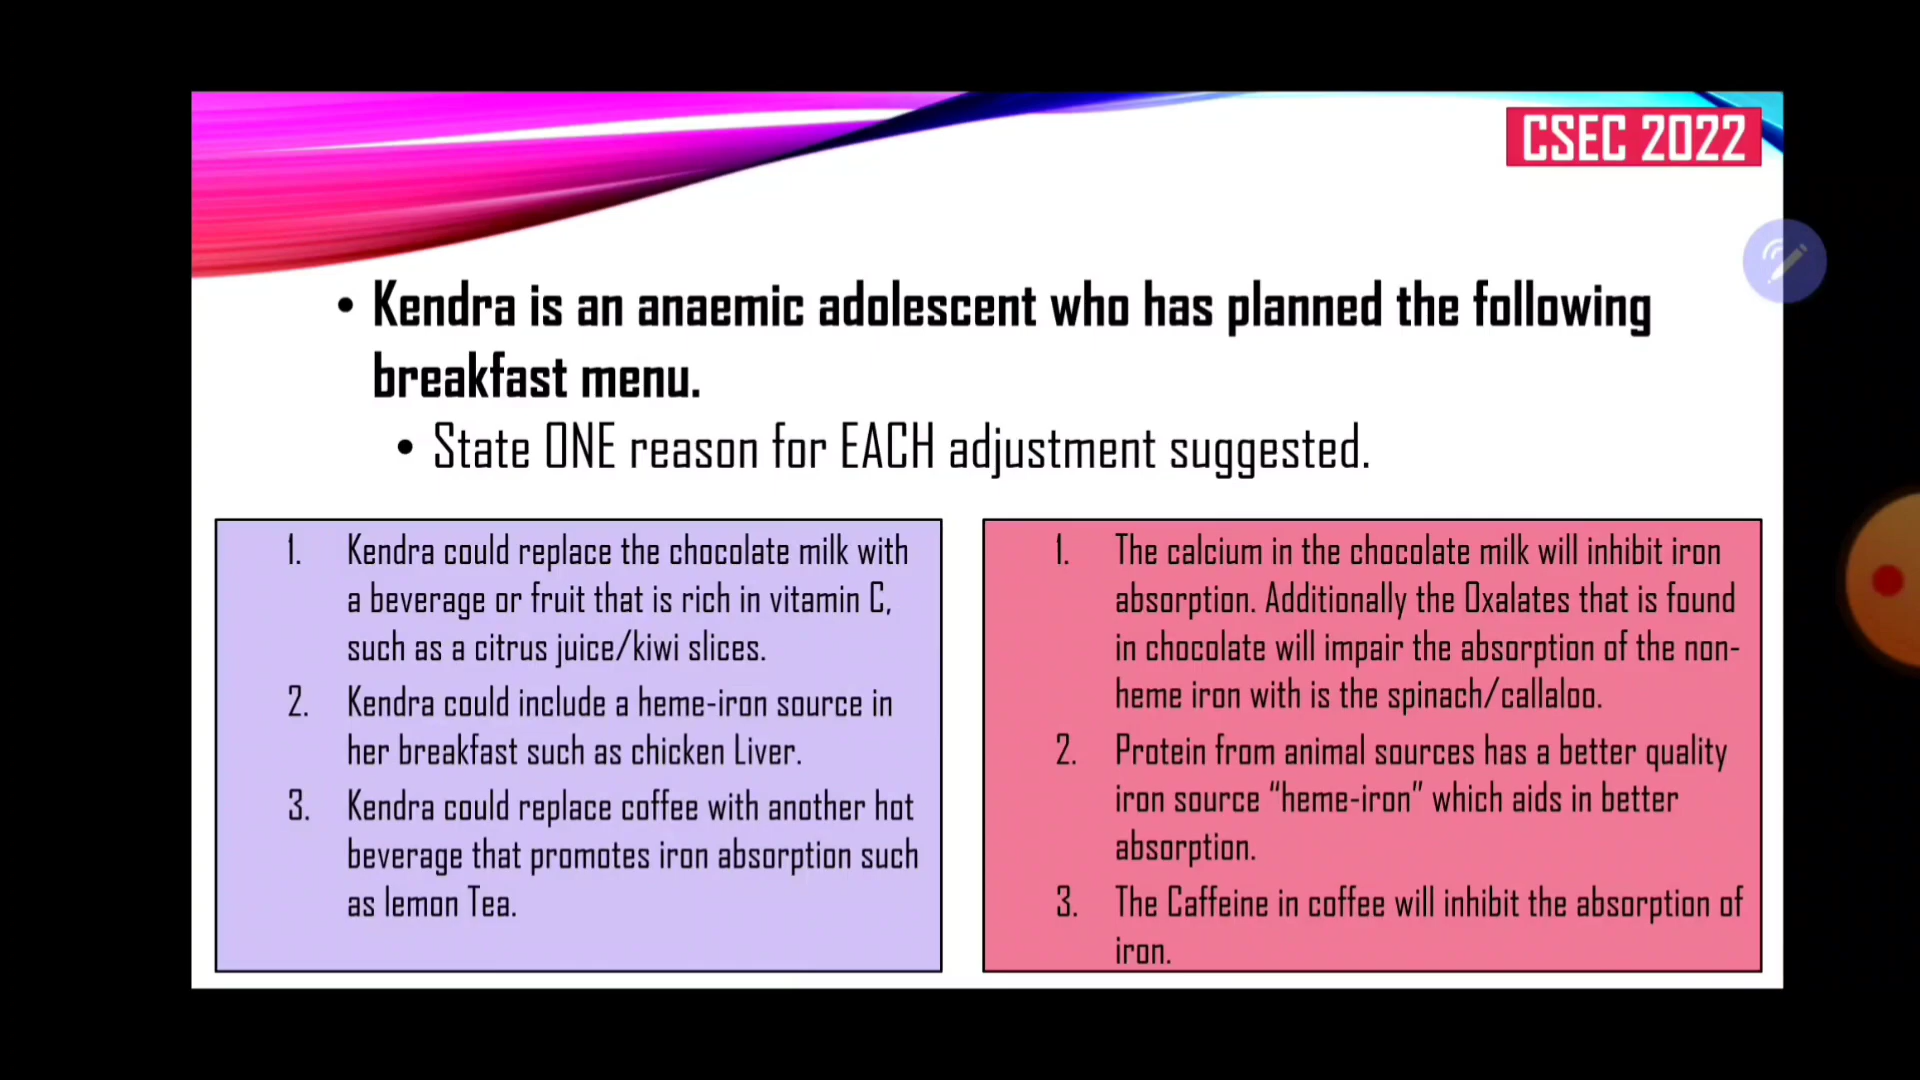 CSEC 2022
• Kendra is an anaemic adolescent who has planned the following
breakfast menu.
• State ONE reason for EACH adjustment suggested.
1. Kendra could replace the chocolate milk with
a beverage or fruit that is rich in vitamin C,
such as a citrus juice/kiwi slices.
2. Kendra could include a heme-iron source in
her breakfast such as chicken Liver.
3. Kendra could replace coffee with another hot
beverage that promotes iron absorption such
as lemon Tea.
1. The calcium in the chocolate milk will inhibit iron
absorption. Additionally the Oxalates that is found
in chocolate will impair the absorption of the non-
heme iron with is the spinach/callaloo.
2. Protein from animal sources has a better quality
iron source “heme-iron” which aids in better
absorption.
3. The Caffeine in coffee will inhibit the absorption of
iron.